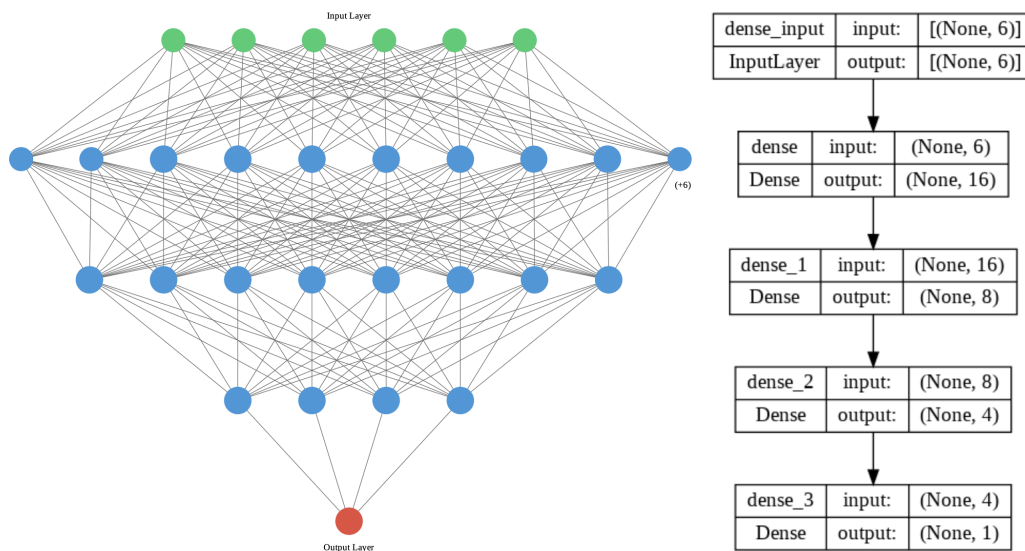 Input Layer
(+6)
Output Layer
dense_input input: [(None, 6)]
InputLayer output: [(None, 6)]
dense input: (None, 6)
Dense output: (None, 16)
dense_1 input: (None, 16)
Dense output: (None, 8)
dense_2 input: (None, 8)
Dense output: (None, 4)
dense_3 input: (None, 4)
Dense output: (None, 1)